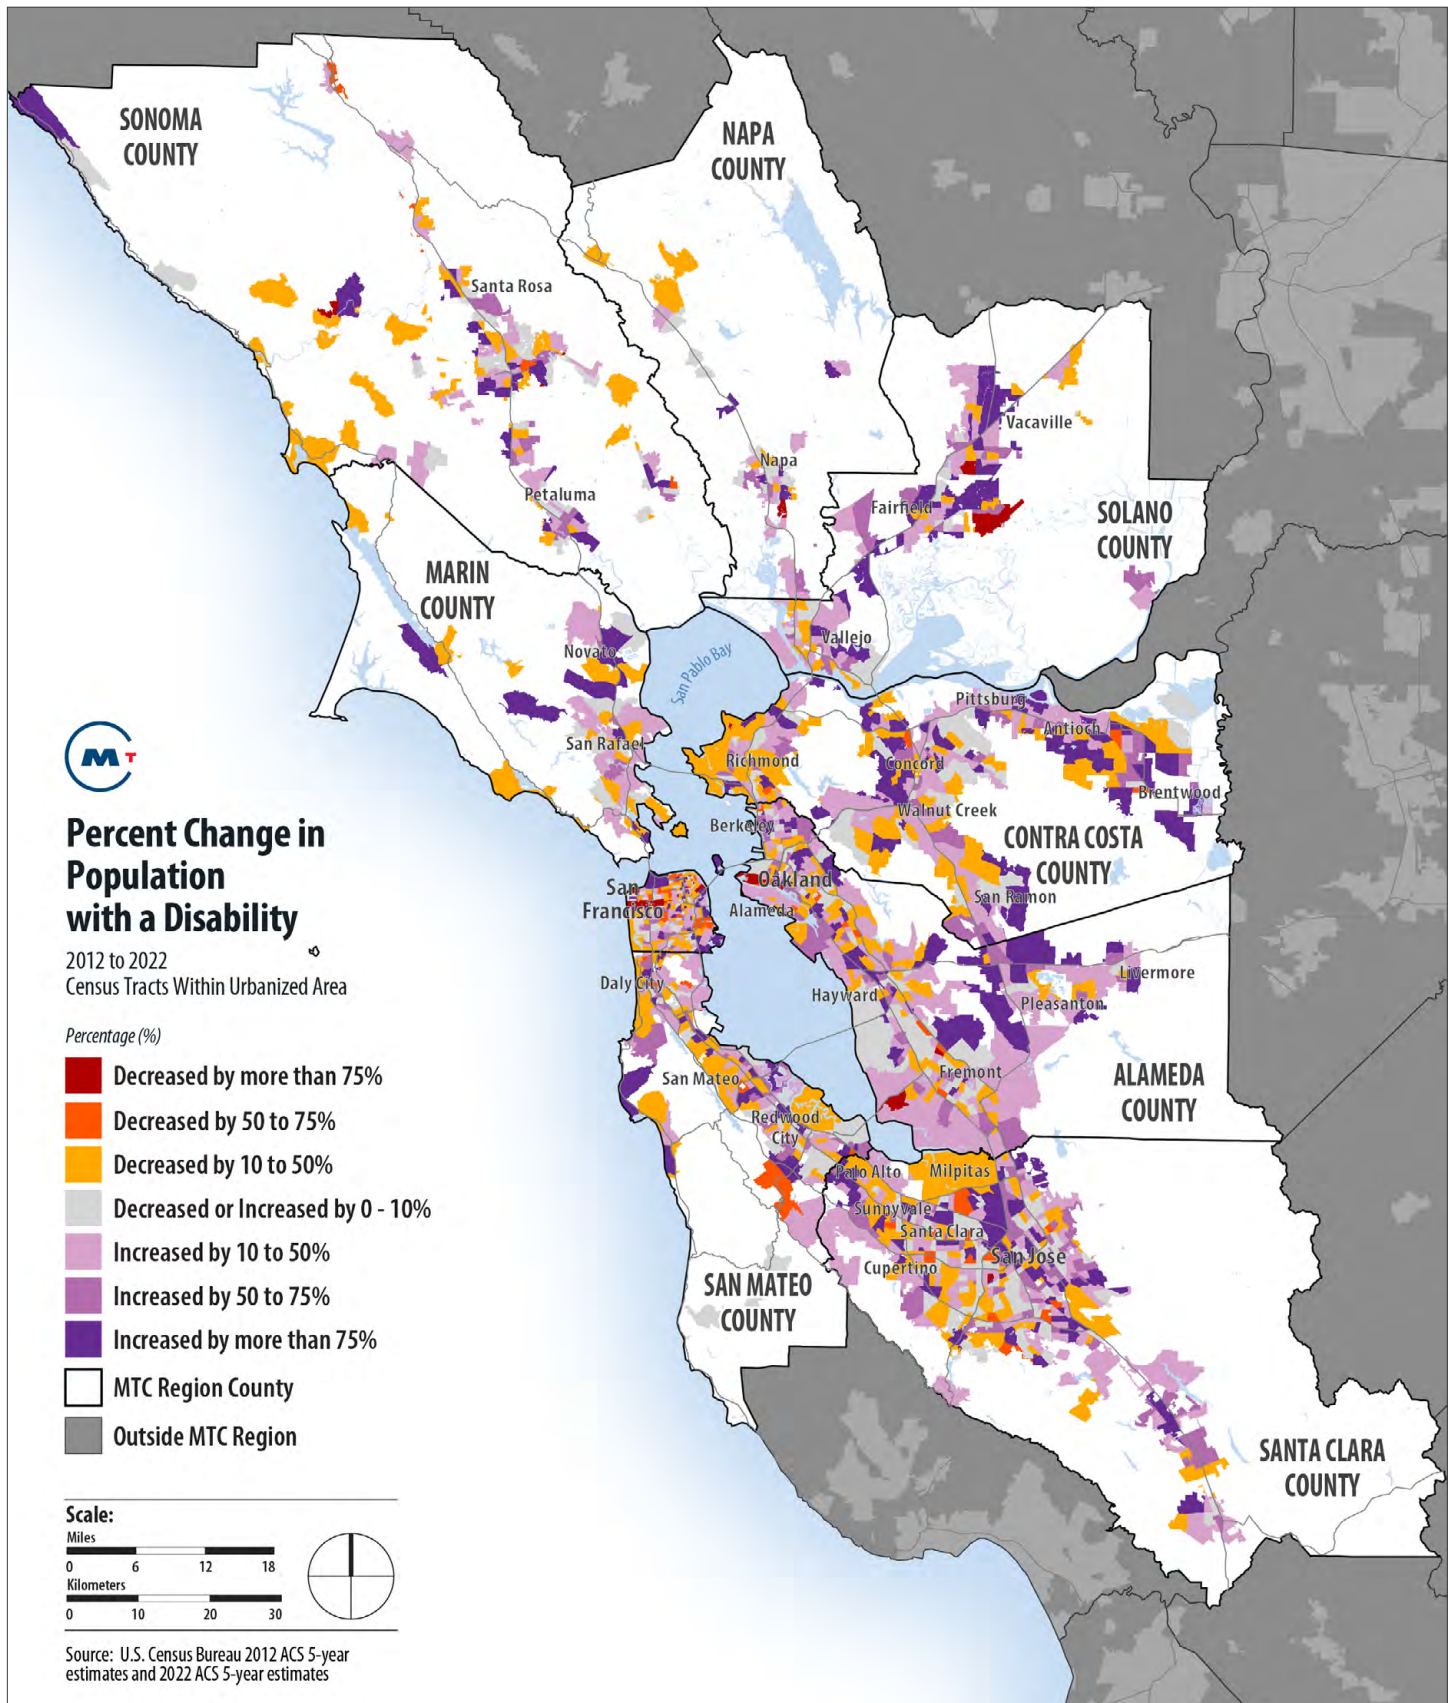 SONOMA
COUNTY
NAPA
COUNTY
Santa Rosa
Vacaville
Napa
Petaluma
Fairfield
SOLANO
COUNTY
MARIN
COUNTY
Vallejo
Novato
San Pablo Bay
Pittsburg
Antioch
San Rafael
Richmond
Concord
Brentwood
Walnut Creek
Berkeley
CONTRA COSTA
COUNTY
Oakland
San
Francisco
Alameda
San Ramon
Daly City
Hayward
Livermore
Pleasanton
San Mateo
Fremont
ALAMEDA
COUNTY
Redwood
City
Palo Alto
Milpitas
Sunnyvale
Santa Clara
San Jose
Cupertino
SAN MATEO
COUNTY
SANTA CLARA
COUNTY
M T
Percent Change in
Population
with a Disability
2012 to 2022
Census Tracts Within Urbanized Area
Percentage (%)
Decreased by more than 75%
Decreased by 50 to 75%
Decreased by 10 to 50%
Decreased or Increased by 0 - 10%
Increased by 10 to 50%
Increased by 50 to 75%
Increased by more than 75%
MTC Region County
Outside MTC Region
Scale:
Miles
0 6 12 18
Kilometers
0 10 20 30
Source: U.S. Census Bureau 2012 ACS 5-year
estimates and 2022 ACS 5-year estimates